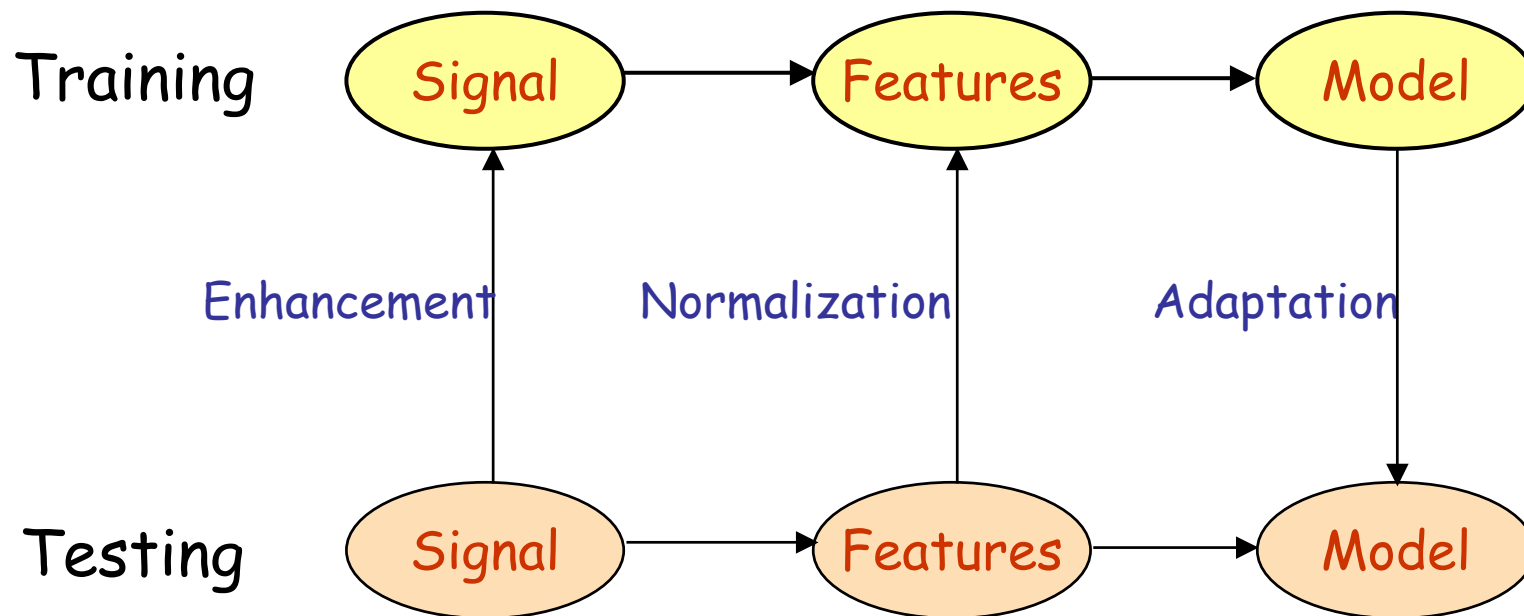 Training Signal Features Model
Enhancement Normalization Adaptation
Testing Signal Features Model